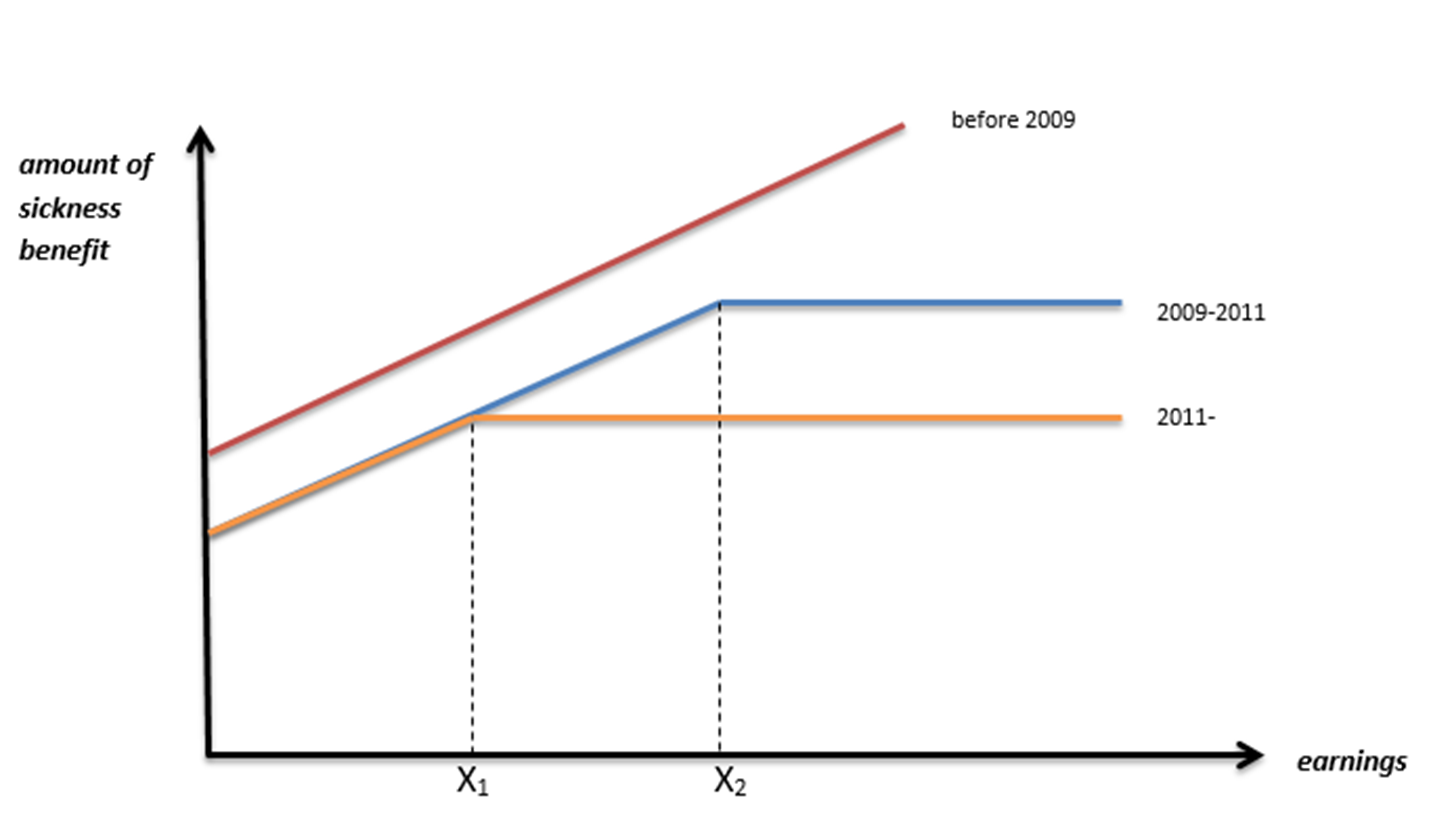 before 2009
amount of
sickness
benefit
2009-2011
2011-
X₁
X₂
earnings